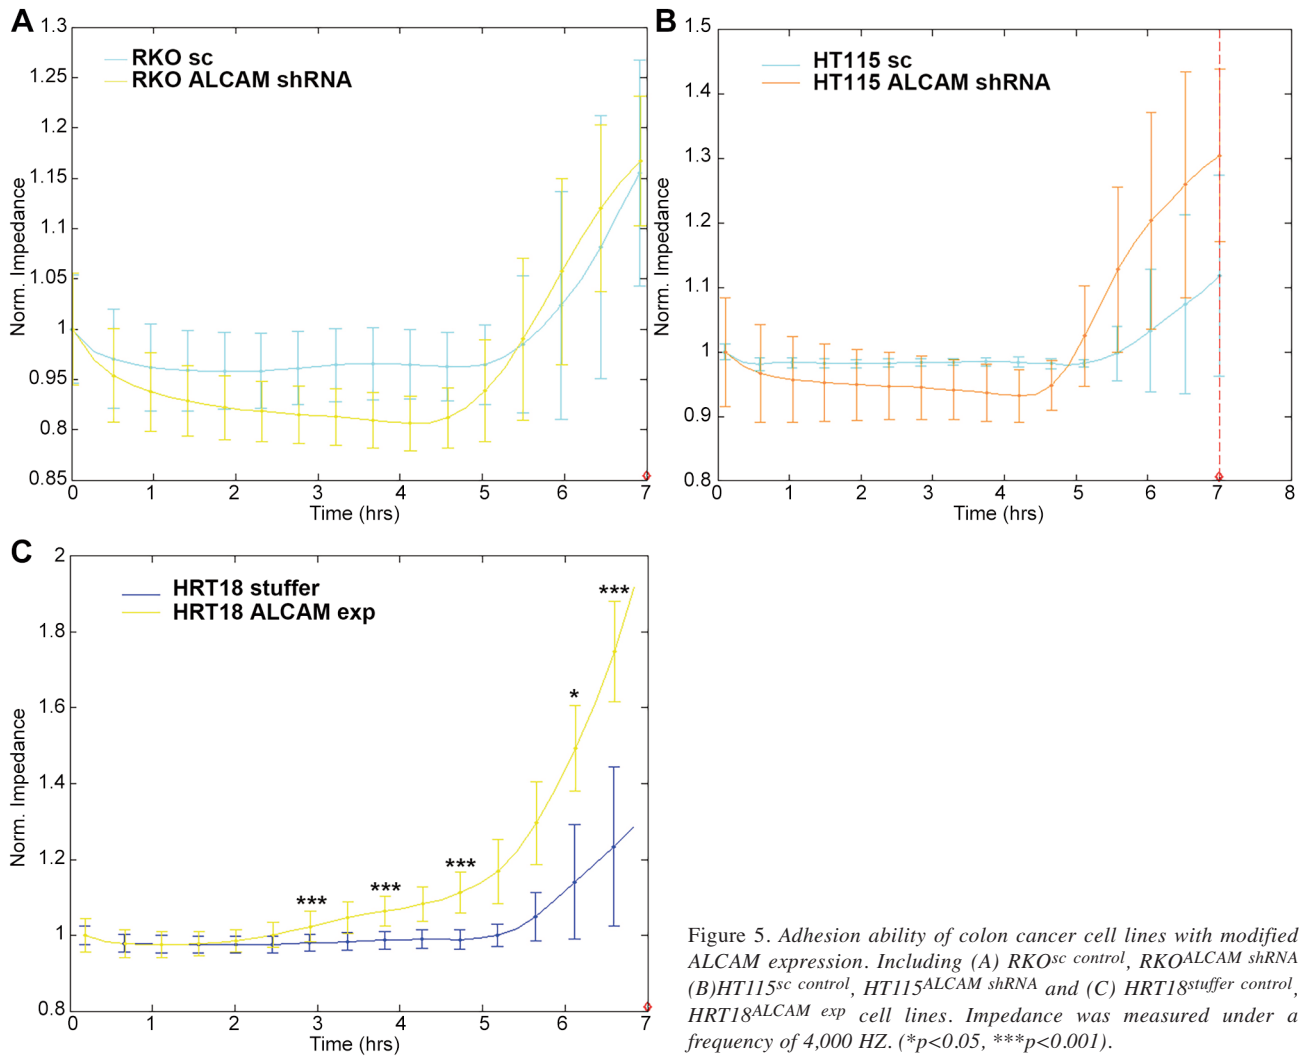 A
1.3
1.25
1.2
1.15
1.1
1.05
1
0.95
0.8
0.85
Norm. Impedance
RKO sc
RKO ALCAM shRNA
0 1 2 3 4 5 6 7
Time (hrs)
B
1.5
1.4
1.3
1.2
1.1
1
0.9
0.8
Norm. Impedance
HT115 sc
HT115 ALCAM shRNA
0 1 2 3 4 5 6 7 8
Time (hrs)
C
2
1.8
1.6
1.4
1.2
1
0.8
Norm. Impedance
HRT18 stuffer
HRT18 ALCAM exp
*** *** *** * ***
0 1 2 3 4 5 6 7
Time (hrs)
Figure 5. Adhesion ability of colon cancer cell lines with modified
ALCAM expression. Including (A) RKOsc control, RKOALCAM shRNA
(B)HT115sc control, HT115ALCAM shRNA and (C) HRT18stuffer control,
HRT18ALCAM exp cell lines. Impedance was measured under a
frequency of 4,000 HZ. (*p<0.05, ***p<0.001).